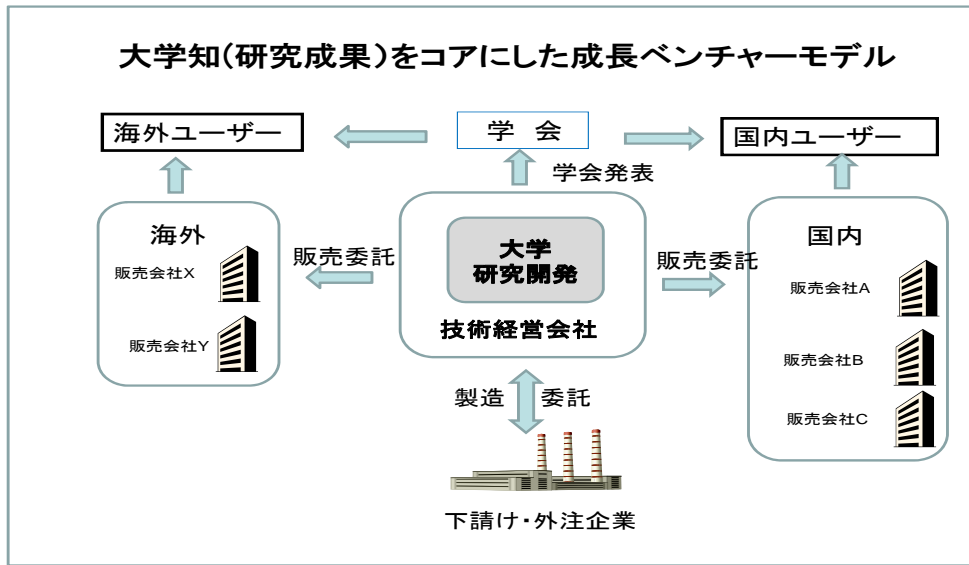 大学知(研究成果)をコアにした成長ベンチャーモデル
海外ユーザー
学 会
国内ユーザー
学会発表
海外
販売会社X
販売会社Y
販売委託
大学
研究開発
技術経営会社
販売委託
国内
販売会社A
販売会社B
販売会社C
製造 委託
下請け・外注企業